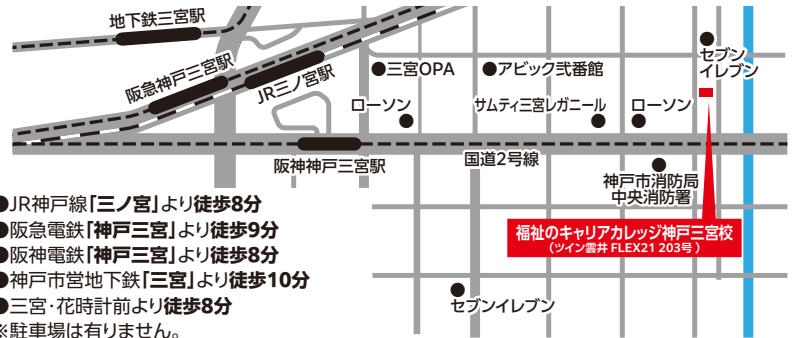 地下鉄三宮駅
阪急神戸三宮駅
JR三ノ宮駅
●三宮OPA
●アビック弐番館
セブン
イレブン
ローソン
サムティ三宮レガニール
ローソン
阪神神戸三宮駅
国道2号線
神戸市消防局
中央消防署
福祉のキャリアカレッジ神戸三宮校
（ツイン雲井 FLEX21 203号）
セブンイレブン
●JR神戸線「三ノ宮」より徒歩8分
●阪急電鉄「神戸三宮」より徒歩9分
●阪神電鉄「神戸三宮」より徒歩8分
●神戸市営地下鉄「三宮」より徒歩10分
●三宮・花時計前より徒歩8分
※駐車場は有りません。